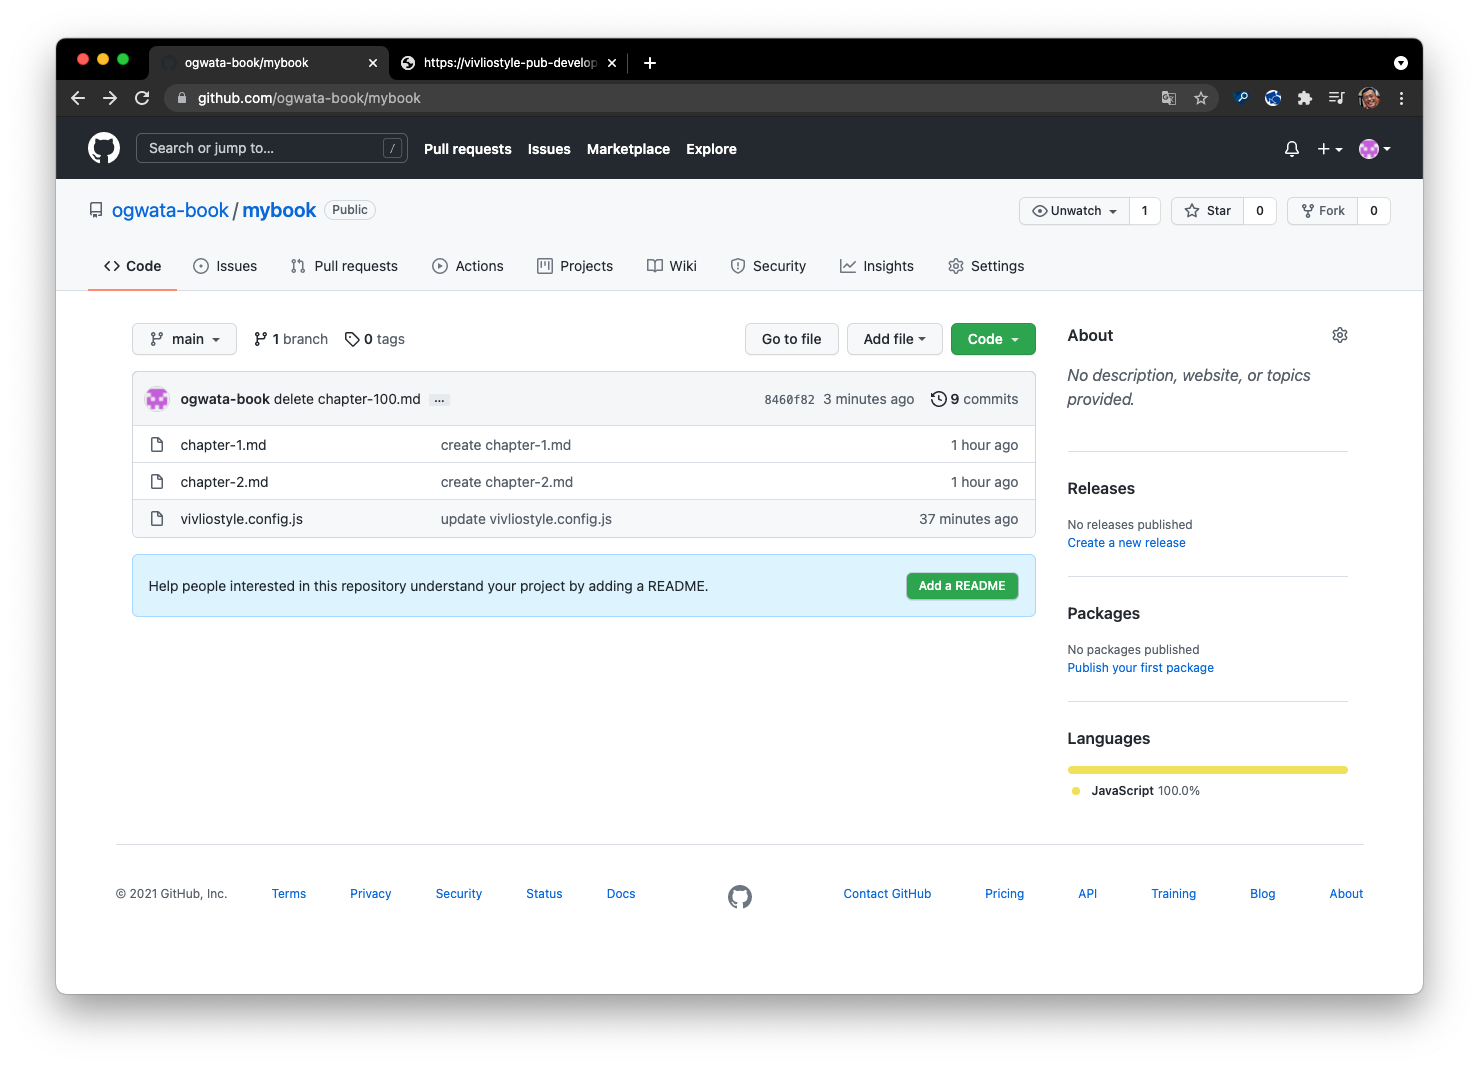 ogwata-book/mybook
https://vivliostyle-pub-develop
github.com/ogwata-book/mybook
Search or jump to... /
Pull requests Issues Marketplace Explore
ogwata-book / mybook Public
Unwatch 1 Star 0 Fork 0
Code Issues Pull requests Actions Projects Wiki Security Insights Settings
main 1 branch 0 tags Go to file Add file Code
ogwata-book delete chapter-100.md ... 8460f82 3 minutes ago 9 commits
chapter-1.md create chapter-1.md 1 hour ago
chapter-2.md create chapter-2.md 1 hour ago
vivliostyle.config.js update vivliostyle.config.js 37 minutes ago
Help people interested in this repository understand your project by adding a README. Add a README
About
No description, website, or topics
provided.
Releases
No releases published
Create a new release
Packages
No packages published
Publish your first package
Languages
JavaScript 100.0%
© 2021 GitHub, Inc. Terms Privacy Security Status Docs Contact GitHub Pricing API Training Blog About